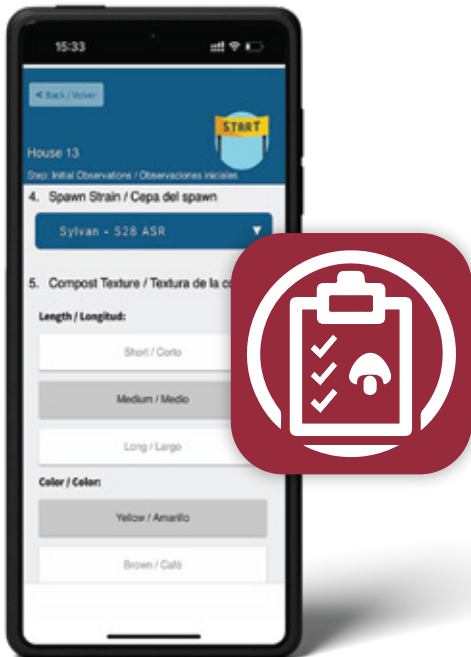 15:33
< Back / Volver
START
House 13
Step: Initial Observations / Observaciones iniciales
4. Spawn Strain / Cepa del spawn
Sylvan - S28 ASR
5. Compost Texture / Textura de la
Length / Longitud:
Short / Corto
Medium / Medio
Long / Largo
Color / Color:
Yellow / Amarillo
Brown / Café